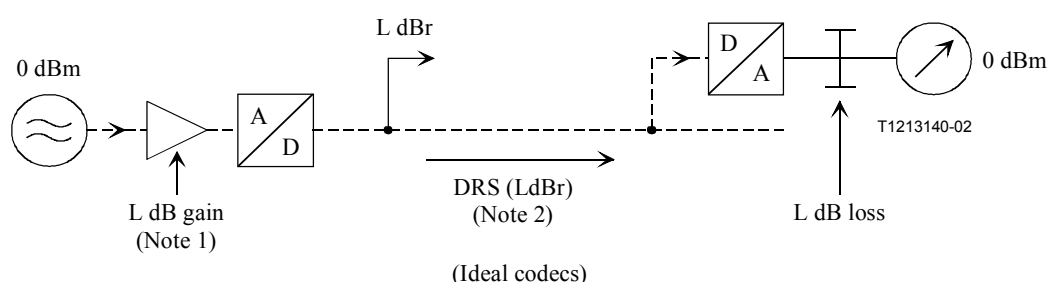 L dBr
0 dBm
A
D
D
A
0 dBm
T1213140-02
L dB gain
(Note 1)
DRS (LdBr)
(Note 2)
L dB loss
(Ideal codecs)